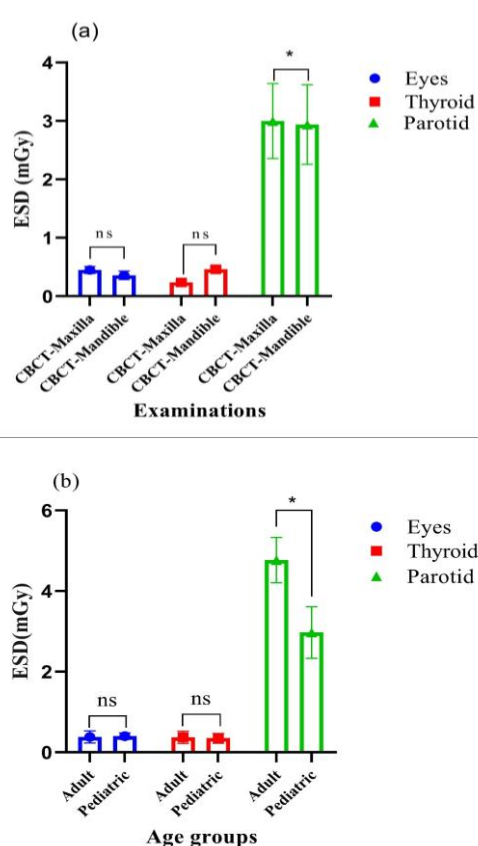 (a)
ESD (mGy)
4
3
2
1
0
ns
ns
*
Eyes
Thyroid
Parotid
CBCT-Maxilla
CBCT-Mandible
CBCT-Maxilla
CBCT-Mandible
CBCT-Maxilla
CBCT-Mandible
Examinations
(b)
ESD(mGy)
6
4
2
0
ns
ns
*
Eyes
Thyroid
Parotid
Adult
Pediatric
Adult
Pediatric
Adult
Pediatric
Age groups